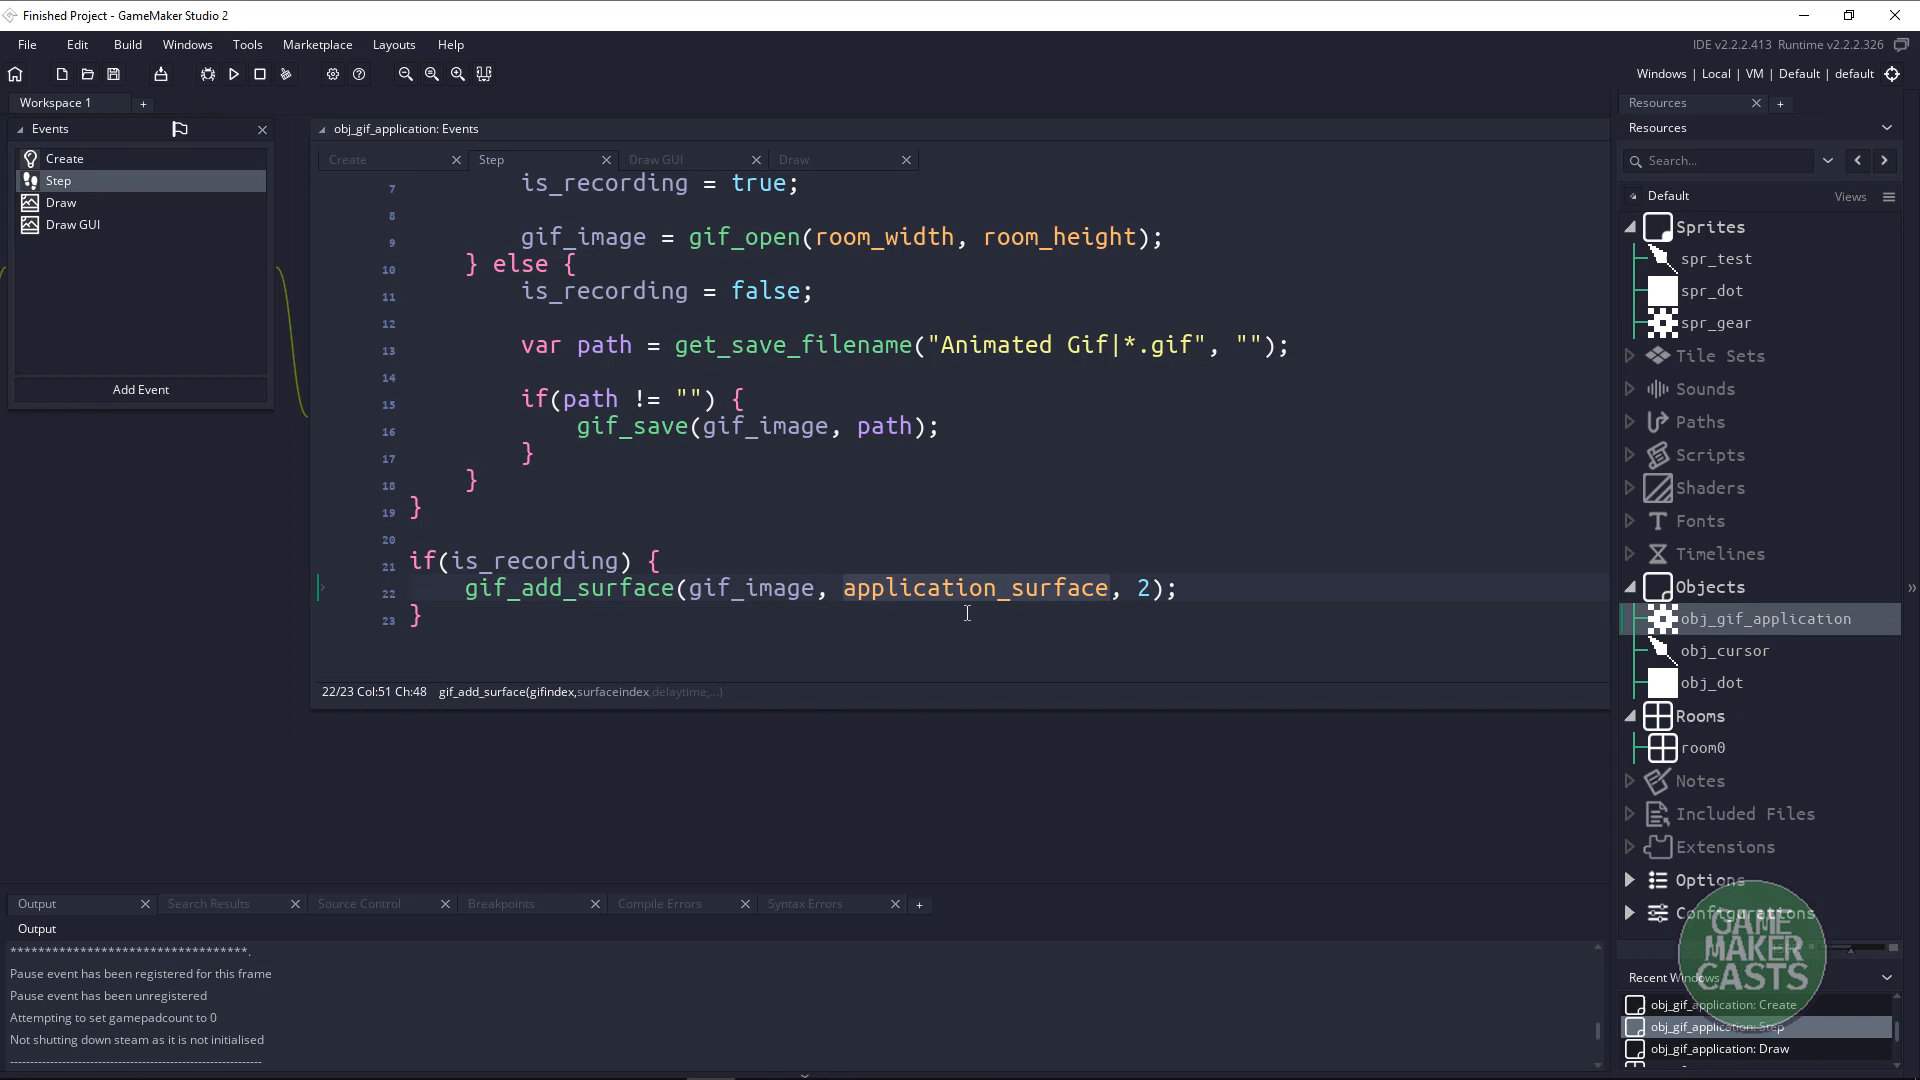 Finished Project - GameMaker Studio 2
File Edit Build Windows Tools Marketplace Layouts Help
IDE v2.2.2.413 Runtime v2.2.2.326
Windows | Local | VM | Default | default
Workspace 1
Events
Create
Step
Draw
Draw GUI
Add Event
obj_gif_application: Events
Create Step Draw GUI Draw
7 is_recording = true;
8
9 gif_image = gif_open(room_width, room_height);
10 } else {
11 is_recording = false;
12
13 var path = get_save_filename("Animated Gif|*.gif", "");
14
15 if(path != "") {
16 gif_save(gif_image, path);
17 }
18 }
19 }
20
21 if(is_recording) {
22 gif_add_surface(gif_image, application_surface, 2);
23 }
22/23 Col:51 Ch:48 gif_add_surface(gifindex,surfaceindex,delaytime,...)
Resources
Resources
Search...
Default Views
Sprites
spr_test
spr_dot
spr_gear
Tile Sets
Sounds
Paths
Scripts
Shaders
Fonts
Timelines
Objects
obj_gif_application
obj_cursor
obj_dot
Rooms
room0
Notes
Included Files
Extensions
Options
Configurations
GAME
MAKER
CASTS
Recent Windows
obj_gif_application: Create
obj_gif_application: Step
obj_gif_application: Draw
Output Search Results Source Control Breakpoints Compile Errors Syntax Errors
Output
**********************************.
Pause event has been registered for this frame
Pause event has been unregistered
Attempting to set gamepadcount to 0
Not shutting down steam as it is not initialised